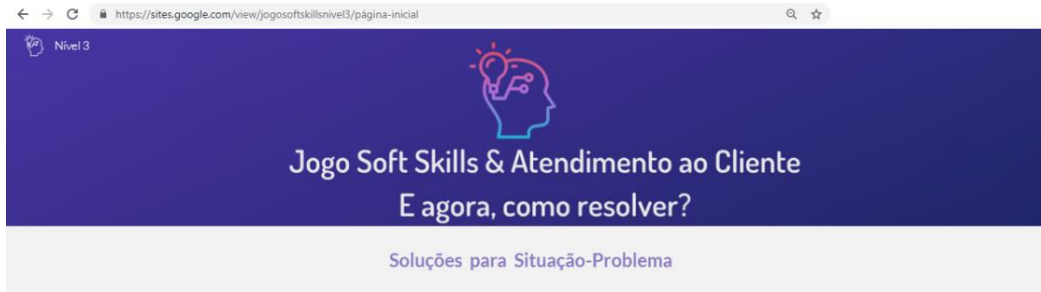 https://sites.google.com/view/jogosoftskillsnivel3/página-inicial
Nível 3
Jogo Soft Skills & Atendimento ao Cliente
E agora, como resolver?
Soluções para Situação-Problema